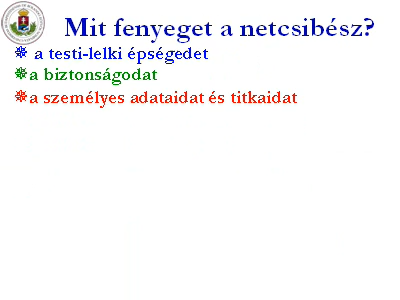 Mit fenyeget a netcsibész?
a testi-lelki épségedet
a biztonságodat
a személyes adataidat és titkaidat